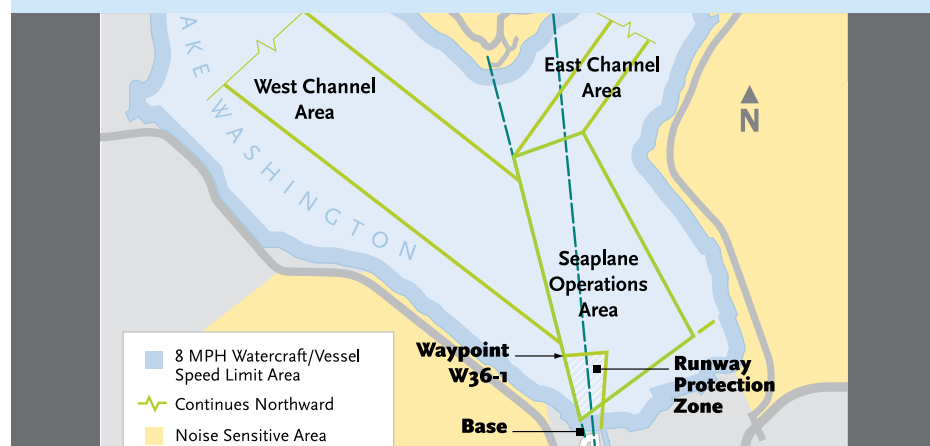 LAKE WASHINGTON
West Channel
Area
East Channel
Area
N
Seaplane
Operations
Area
Waypoint
W36-1
Runway
Protection
Zone
Base
8 MPH Watercraft/Vessel
Speed Limit Area
Continues Northward
Noise Sensitive Area